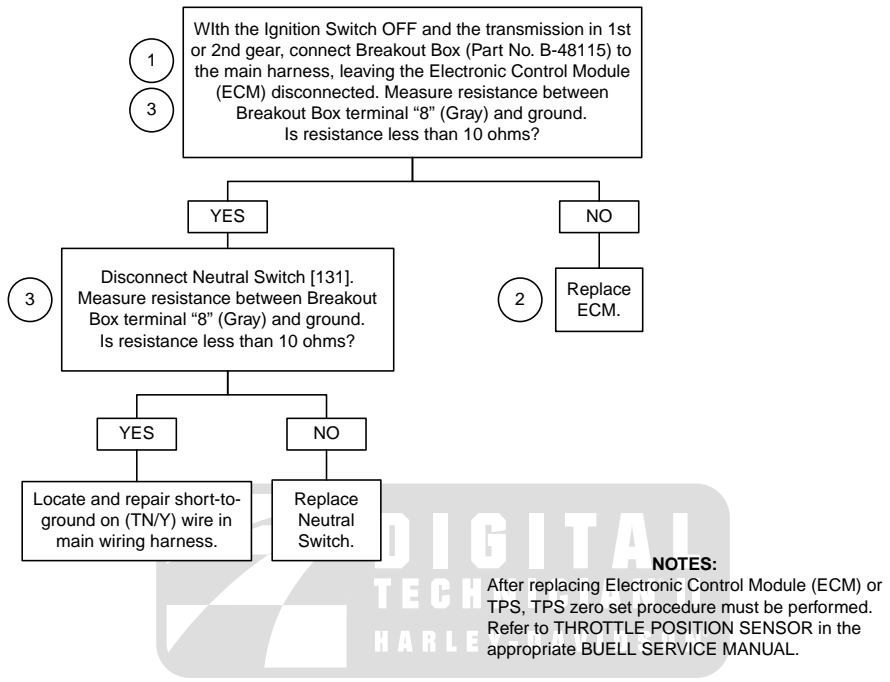 WIth the Ignition Switch OFF and the transmission in 1st
or 2nd gear, connect Breakout Box (Part No. B-48115) to
the main harness, leaving the Electronic Control Module
(ECM) disconnected. Measure resistance between
Breakout Box terminal “8” (Gray) and ground.
Is resistance less than 10 ohms?
1
3
YES
NO
3
Disconnect Neutral Switch [131].
Measure resistance between Breakout
Box terminal “8” (Gray) and ground.
Is resistance less than 10 ohms?
2
Replace
ECM.
YES
NO
Locate and repair short-to-
ground on (TN/Y) wire in
main wiring harness.
Replace
Neutral
Switch.
DIGITAL
TECHNICIAN II
HARLEY-DAVIDSON
NOTES:
After replacing Electronic Control Module (ECM) or
TPS, TPS zero set procedure must be performed.
Refer to THROTTLE POSITION SENSOR in the
appropriate BUELL SERVICE MANUAL.